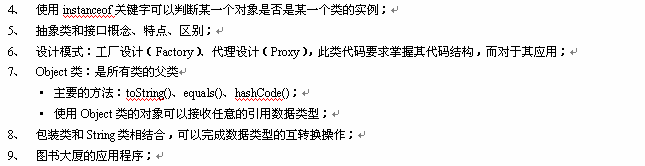 4、 使用 instanceof 关键字可以判断某一个对象是否是某一个类的实例；
5、 抽象类和接口概念、特点、区别；
6、 设计模式：工厂设计（Factory）、代理设计（Proxy），此类代码要求掌握其代码结构，而对于其应用；
7、 Object 类：是所有类的父类
▪ 主要的方法：toString()、equals()、hashCode()；
▪ 使用 Object 类的对象可以接收任意的引用数据类型；
8、 包装类和 String 类相结合，可以完成数据类型的互转换操作；
9、 图书大厦的应用程序；